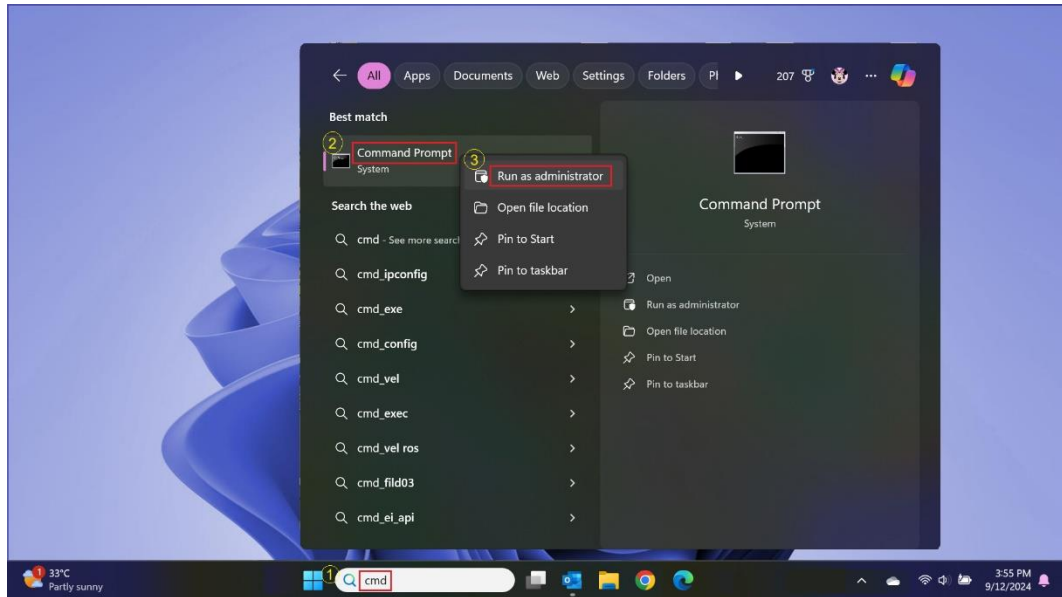 All Apps Documents Web Settings Folders 207
Best match
2
Command Prompt
System
3
Run as administrator
Open file location
Pin to Start
Pin to taskbar
Search the web
cmd - See more search
cmd_ipconfig
cmd_exe
cmd_config
cmd_vel
cmd_exec
cmd_vel ros
cmd_fild03
cmd_ei_api
Command Prompt
System
Open
Run as administrator
Open file location
Pin to Start
Pin to taskbar
1
33°C
Partly sunny
1
cmd
3:55 PM
9/12/2024